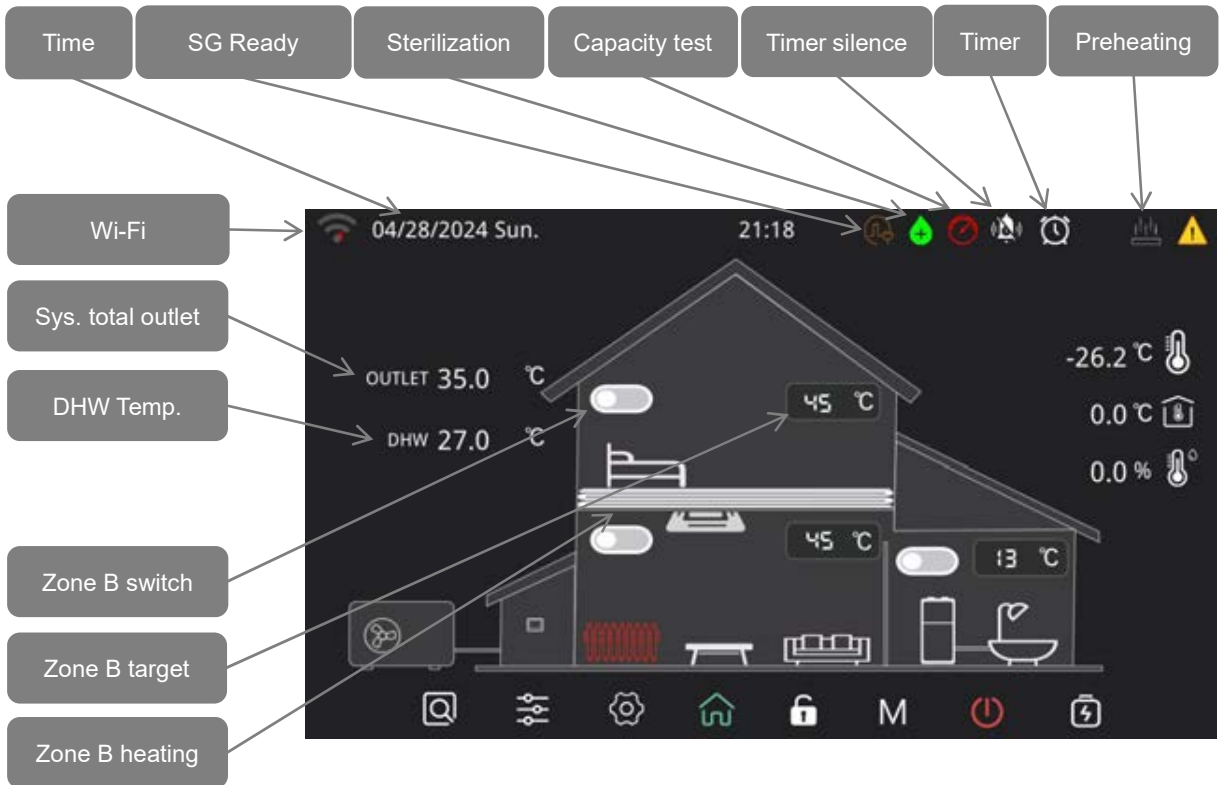 Time
SG Ready
Sterilization
Capacity test
Timer silence
Timer
Preheating
Wi-Fi
04/28/2024 Sun.
21:18
Sys. total outlet
OUTLET 35.0 ℃
-26.2 ℃
DHW Temp.
45 ℃
0.0 ℃
DHW 27.0 ℃
0.0 %
Zone B switch
45 ℃
13 ℃
Zone B target
Zone B heating
M